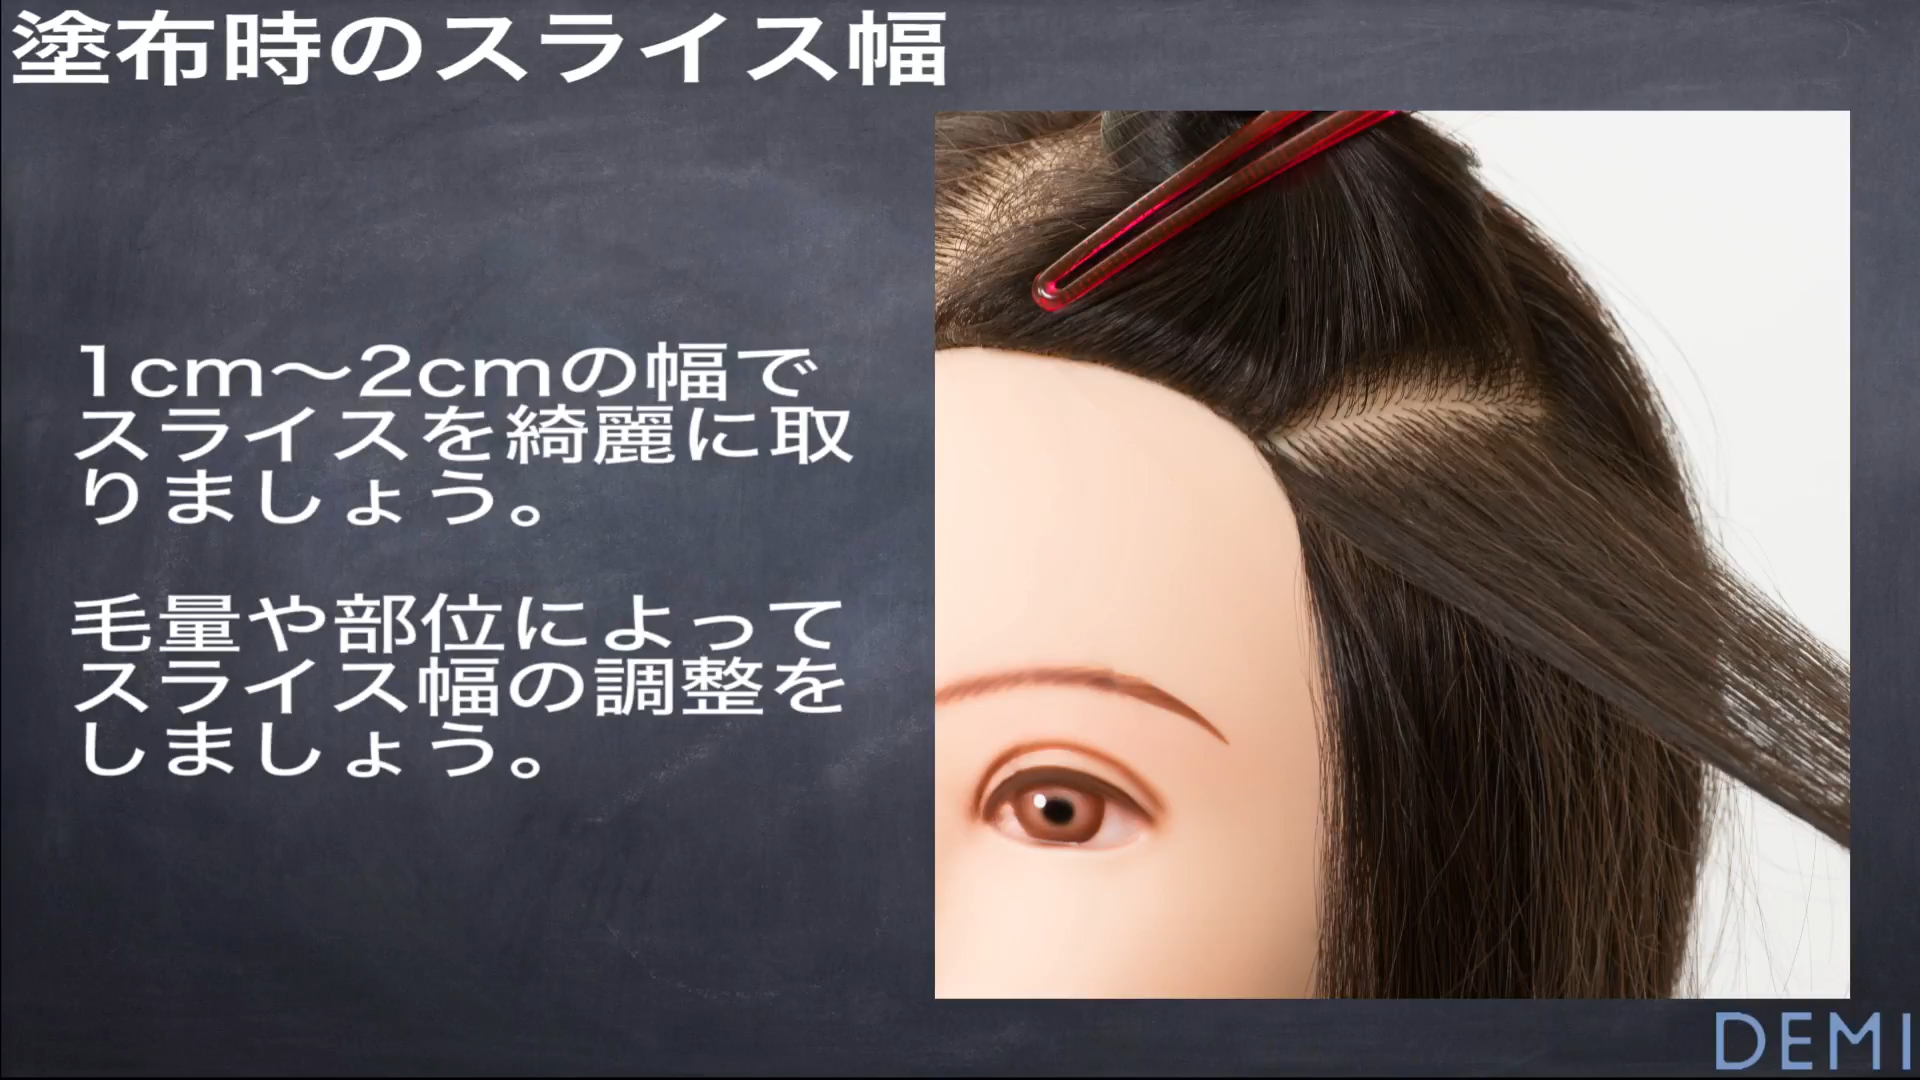 塗布時のスライス幅
1cm〜2cmの幅で
スライスを綺麗に取
りましょう。
毛量や部位によって
スライス幅の調整を
しましょう。
DEMI